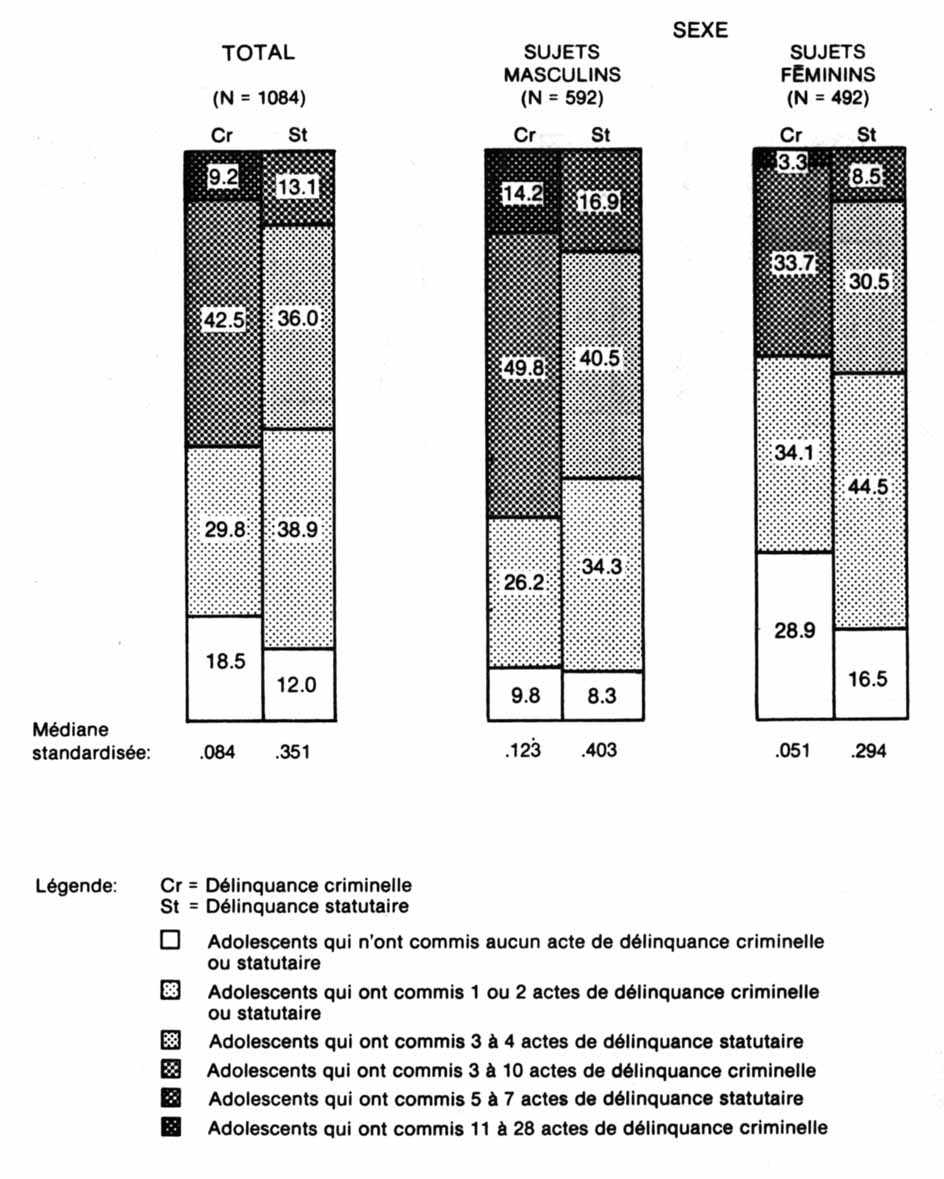 SEXE
TOTAL
SUJETS MASCULINS
SUJETS FĒMININS
(N = 1084)
(N = 592)
(N = 492)
Cr St Cr St Cr St
9.2 13.1 14.2 16.9 3.3 8.5
42.5 36.0 49.8 40.5 33.7 30.5
29.8 38.9 26.2 34.3 34.1 44.5
18.5 12.0 9.8 8.3 28.9 16.5
Médiane
standardisée: .084 .351 .123 .403 .051 .294
Légende: Cr = Délinquance criminelle
St = Délinquance statutaire
Adolescents qui n'ont commis aucun acte de délinquance criminelle
ou statutaire
Adolescents qui ont commis 1 ou 2 actes de délinquance criminelle
ou statutaire
Adolescents qui ont commis 3 à 4 actes de délinquance statutaire
Adolescents qui ont commis 3 à 10 actes de délinquance criminelle
Adolescents qui ont commis 5 à 7 actes de délinquance statutaire
Adolescents qui ont commis 11 à 28 actes de délinquance criminelle